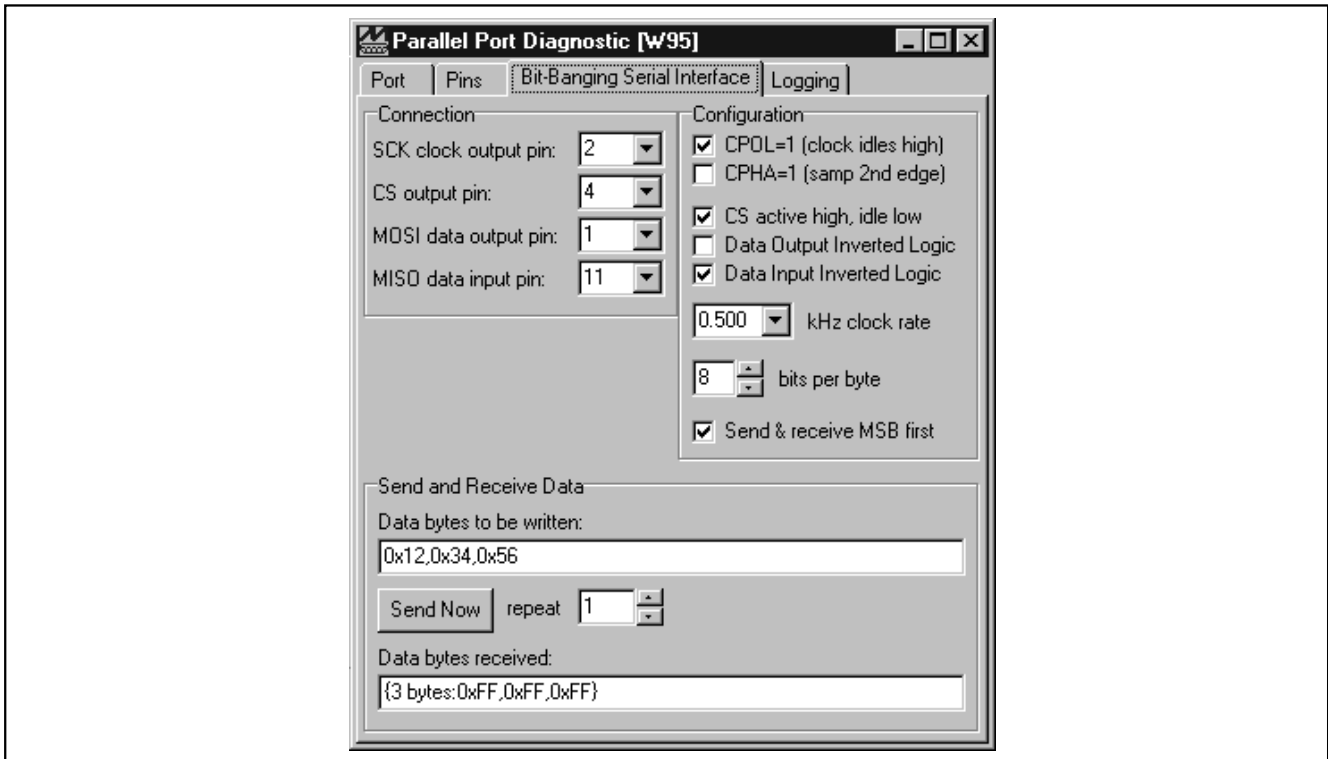 Parallel Port Diagnostic [W95]
Port Pins Bit-Banging Serial Interface Logging
Connection
SCK clock output pin: 2
CS output pin: 4
MOSI data output pin: 1
MISO data input pin: 11
Configuration
CPOL=1 (clock idles high)
CPHA=1 (samp 2nd edge)
CS active high, idle low
Data Output Inverted Logic
Data Input Inverted Logic
0.500 kHz clock rate
8 bits per byte
Send & receive MSB first
Send and Receive Data
Data bytes to be written:
0x12,0x34,0x56
Send Now repeat 1
Data bytes received:
{3 bytes:0xFF,0xFF,0xFF}